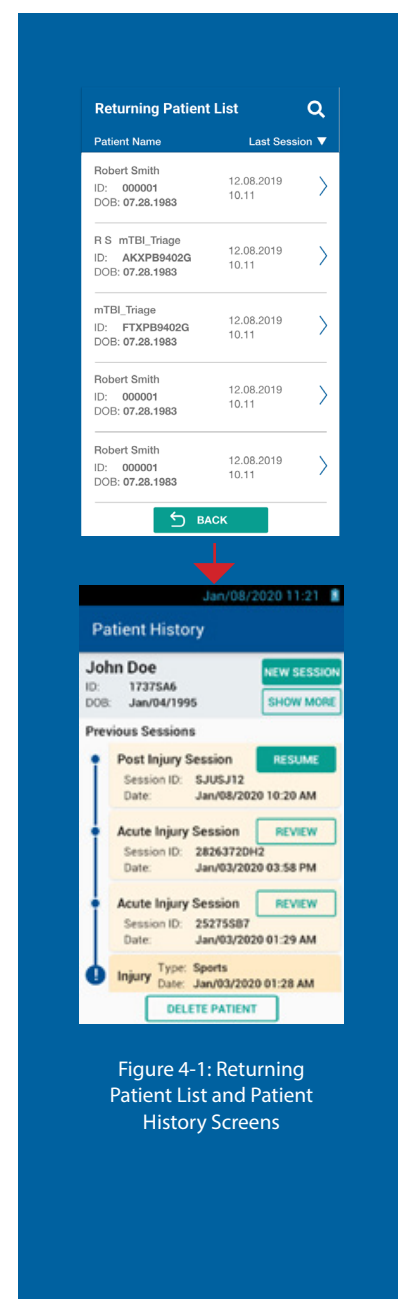 Returning Patient List
Patient Name Last Session ▼
Robert Smith
ID: 000001 12.08.2019
DOB: 07.28.1983 10.11
R S mTBI_Triage
ID: AKXPB9402G 12.08.2019
DOB: 07.28.1983 10.11
mTBI_Triage
ID: FTXPB9402G 12.08.2019
DOB: 07.28.1983 10.11
Robert Smith
ID: 000001 12.08.2019
DOB: 07.28.1983 10.11
Robert Smith
ID: 000001 12.08.2019
DOB: 07.28.1983 10.11
BACK
Jan/08/2020 11:21
Patient History
John Doe NEW SESSION
ID: 1737SA6
DOB: Jan/04/1995 SHOW MORE
Previous Sessions
Post Injury Session RESUME
Session ID: SJUSJ12
Date: Jan/08/2020 10:20 AM
Acute Injury Session REVIEW
Session ID: 2826372DH2
Date: Jan/03/2020 03:58 PM
Acute Injury Session REVIEW
Session ID: 25275SB7
Date: Jan/03/2020 01:29 AM
Injury Type: Sports
Date: Jan/03/2020 01:28 AM
DELETE PATIENT
Figure 4-1: Returning
Patient List and Patient
History Screens